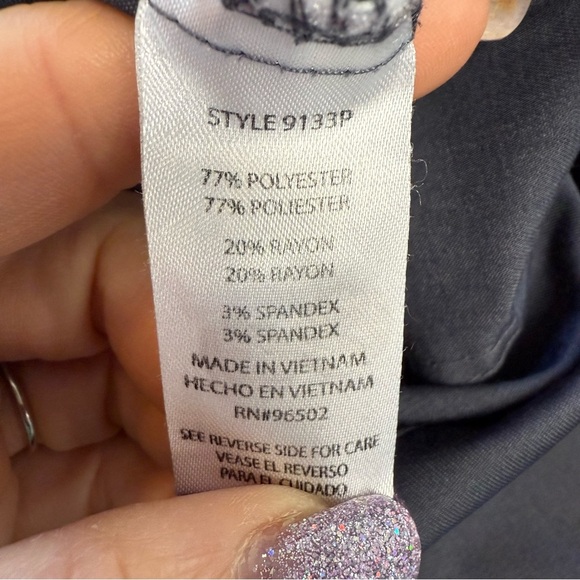 STYLE 9133P
77% POLYESTER
77% POLIESTER
20% RAYON
20% RAYON
3% SPANDEX
3% SPANDEX
MADE IN VIETNAM
HECHO EN VIETNAM
RN#96502
SEE REVERSE SIDE FOR CARE
VEASE EL REVERSO
PARA EL CUIDADO